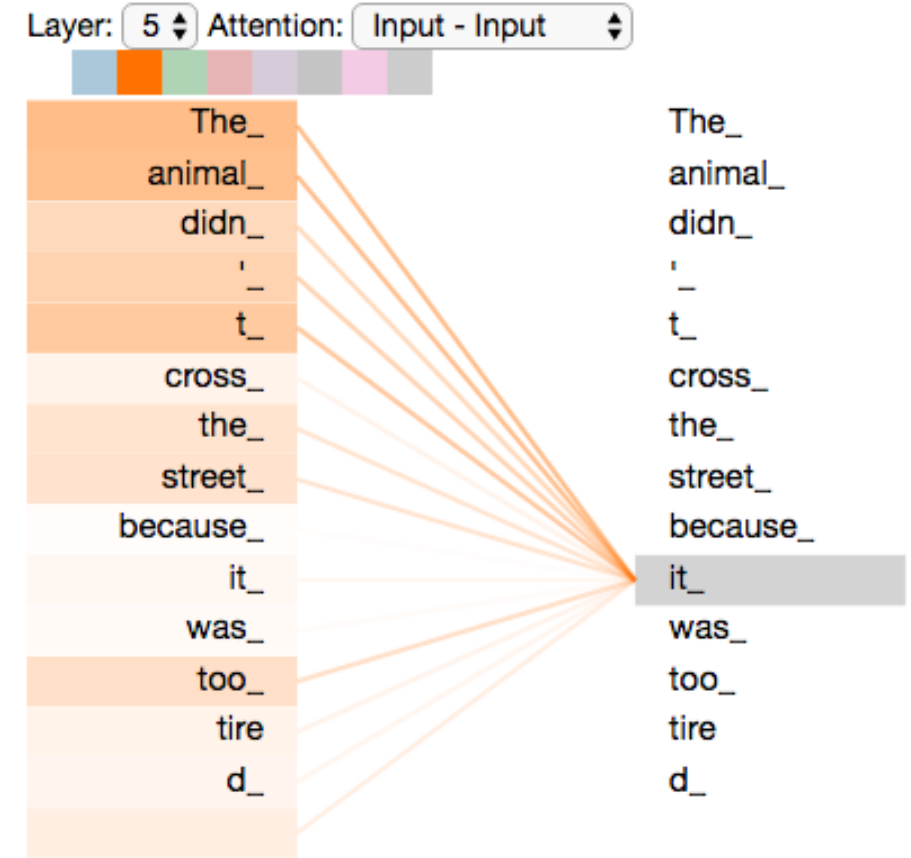 Layer: 5 Attention: Input - Input
The_ The_
animal_ animal_
didn_ didn_
'_ '_
t_ t_
cross_ cross_
the_ the_
street_ street_
because_ because_
it_ it_
was_ was_
too_ too_
tire tire
d_ d_